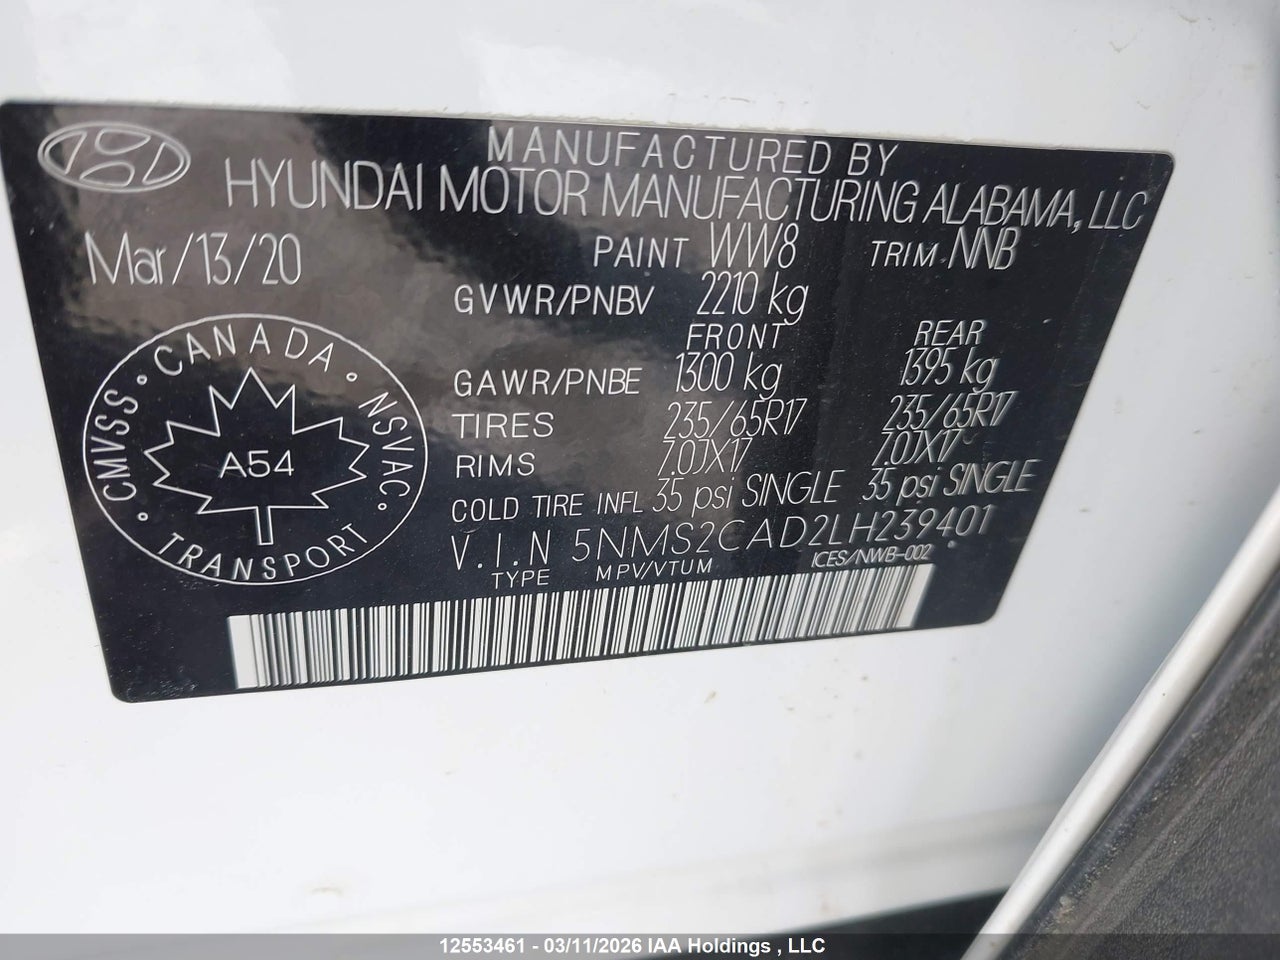 MANUFACTURED BY
HYUNDAI MOTOR MANUFACTURING ALABAMA, LLC
Mar/13/20 PAINT WW8 TRIM NNB
GVWR/PNBV 2210 kg
FRONT REAR
GAWR/PNBE 1300 kg 1395 kg
TIRES 235/65R17 235/65R17
RIMS 7.0JX17 7.0JX17
COLD TIRE INFL 35 psi SINGLE 35 psi SINGLE
V.I.N 5NMS2CAD2LH239401
TYPE MPV/VTUM ICES/NWB-002
CANADA
CMVSS NSVAC
A54
TRANSPORT
12553461 - 03/11/2026 IAA Holdings , LLC